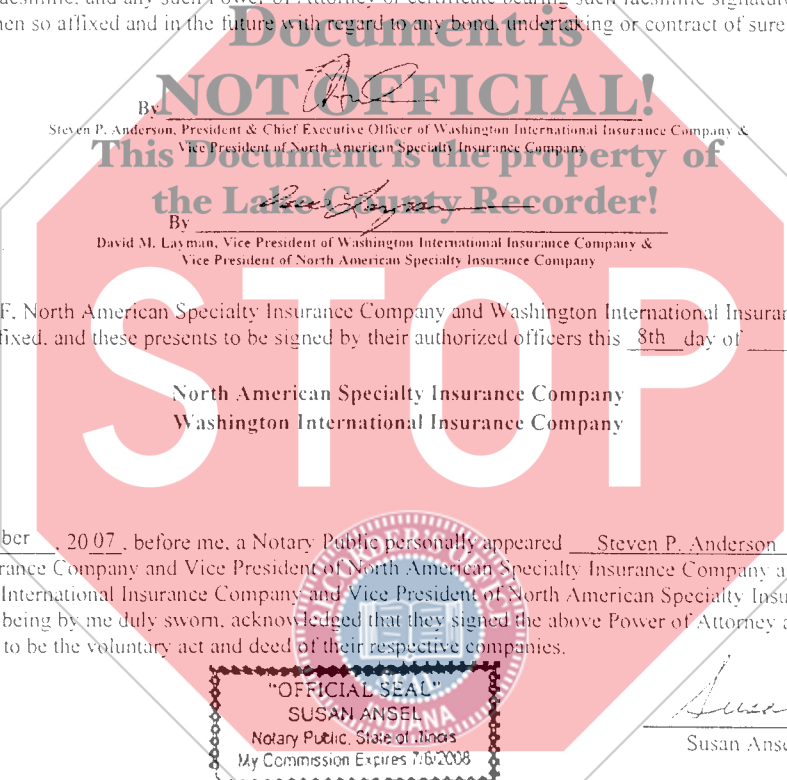 and any such Power of Attorney or certificate bearing such facsimile
so affixed and in the future with regard to any bond, undertaking or contract of
Document is
NOT OFFICIAL!
By
Steven P. Anderson, President & Chief Executive Officer of Washington International Insurance Company &
Vice President of North American Specialty Insurance Company
This Document is the property of
the Lake County Recorder!
By
David M. Layman, Vice President of Washington International Insurance Company &
Vice President of North American Specialty Insurance Company
STOP
F, North American Specialty Insurance Company and Washington International
and these presents to be signed by their authorized officers this 8th day of
North American Specialty Insurance Company
Washington International Insurance Company
ber , 2007 , before me, a Notary Public personally appeared Steven P. Anderson
rance Company and Vice President of North American Specialty Insurance Company
International Insurance Company and Vice President of North American Specialty
being by me duly sworn, acknowledged that they signed the above Power of Attorney
to be the voluntary act and deed of their respective companies.
RECORDER'S OFFICE
SEAL
INDIANA
"OFFICIAL SEAL"
SUSAN ANSEL
Notary Public, State of Illinois
My Commission Expires 7/6/2008
Susan